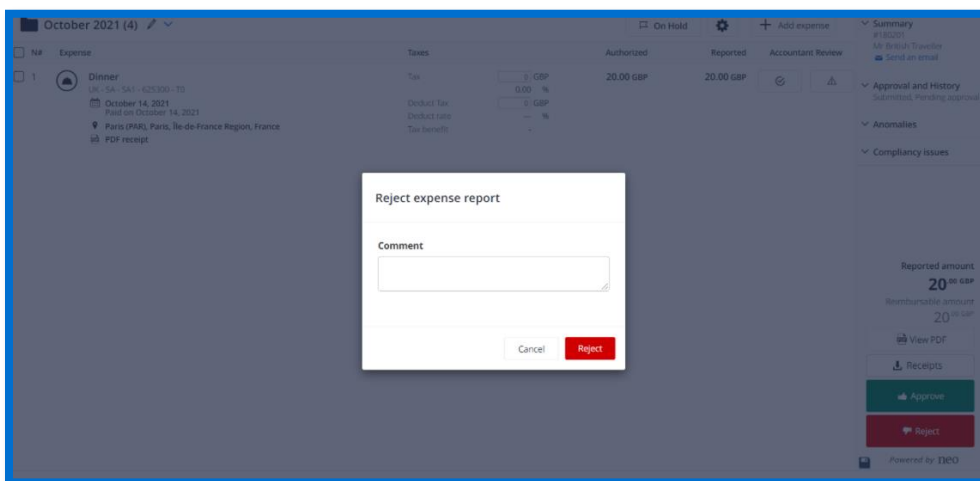 October 2021 (4)
On Hold
Add expense
N# Expense Taxes Authorized Reported Accountant Review
1 Dinner Tax GBP 20.00 GBP 20.00 GBP
0.00 %
October 14, 2021 Deduct Tax GBP
Paid on October 14, 2021 Deduct rate -- %
Paris (PAR), Paris, Île-de-France Region, France Tax benefit -
PDF receipt
Summary
#180201
Mr British Traveller
Send an email
Approval and History
Submitted, Pending approval
Anomalies
Compliancy issues
Reject expense report
Comment
Cancel Reject
Reported amount
20.00 GBP
Reimbursable amount
20.00 GBP
View PDF
Receipts
Approve
Reject
Powered by neo